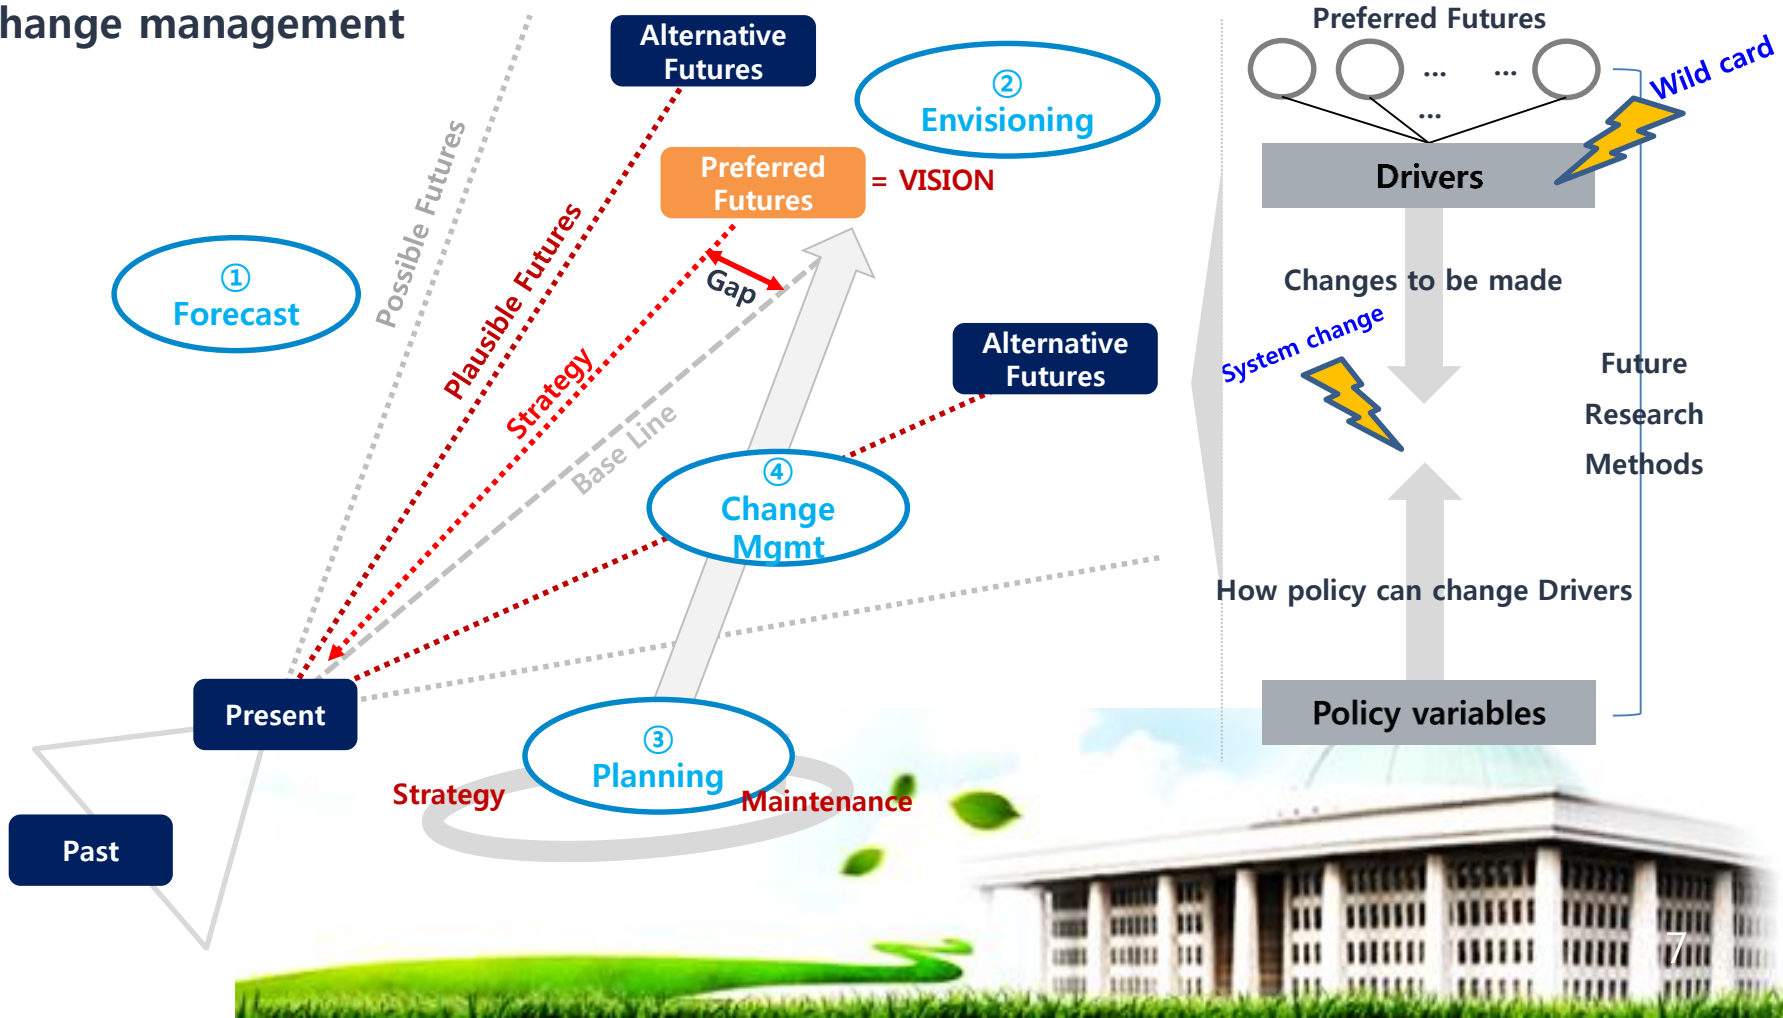 hange management
Alternative
Futures
②
Envisioning
Preferred
Futures
= VISION
Possible Futures
Plausible Futures
①
Forecast
Gap
Strategy
Base Line
Alternative
Futures
④
Change
Mgmt
Present
③
Planning
Strategy
Maintenance
Past
Preferred Futures
... ...
...
Wild card
Drivers
Changes to be made
System change
Future
Research
Methods
How policy can change Drivers
Policy variables
7